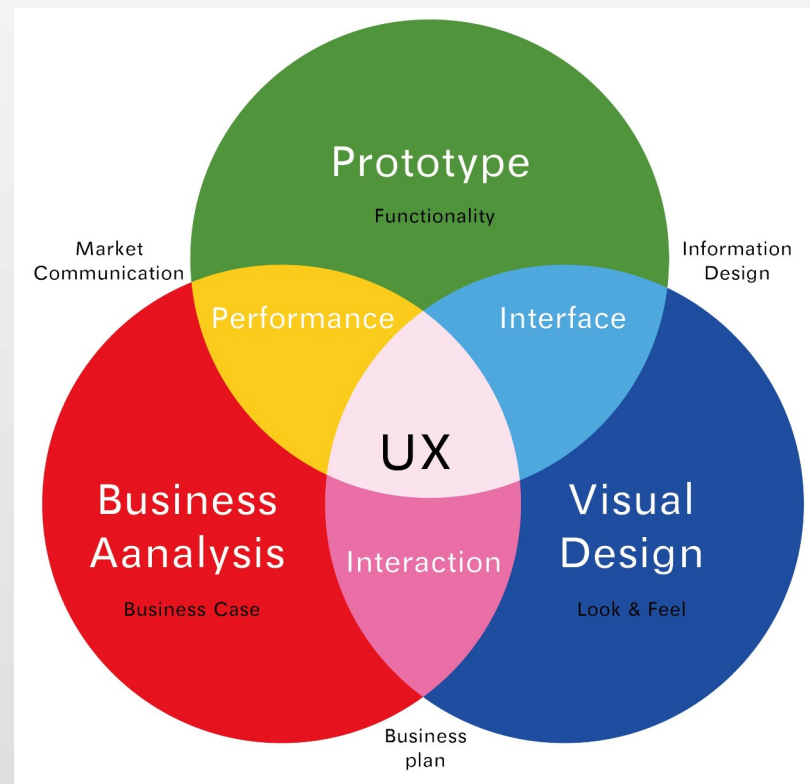 Prototype
Functionality
Market
Communication
Information
Design
Performance
Interface
UX
Business
Aanalysis
Business Case
Visual
Design
Look & Feel
Interaction
Business
plan